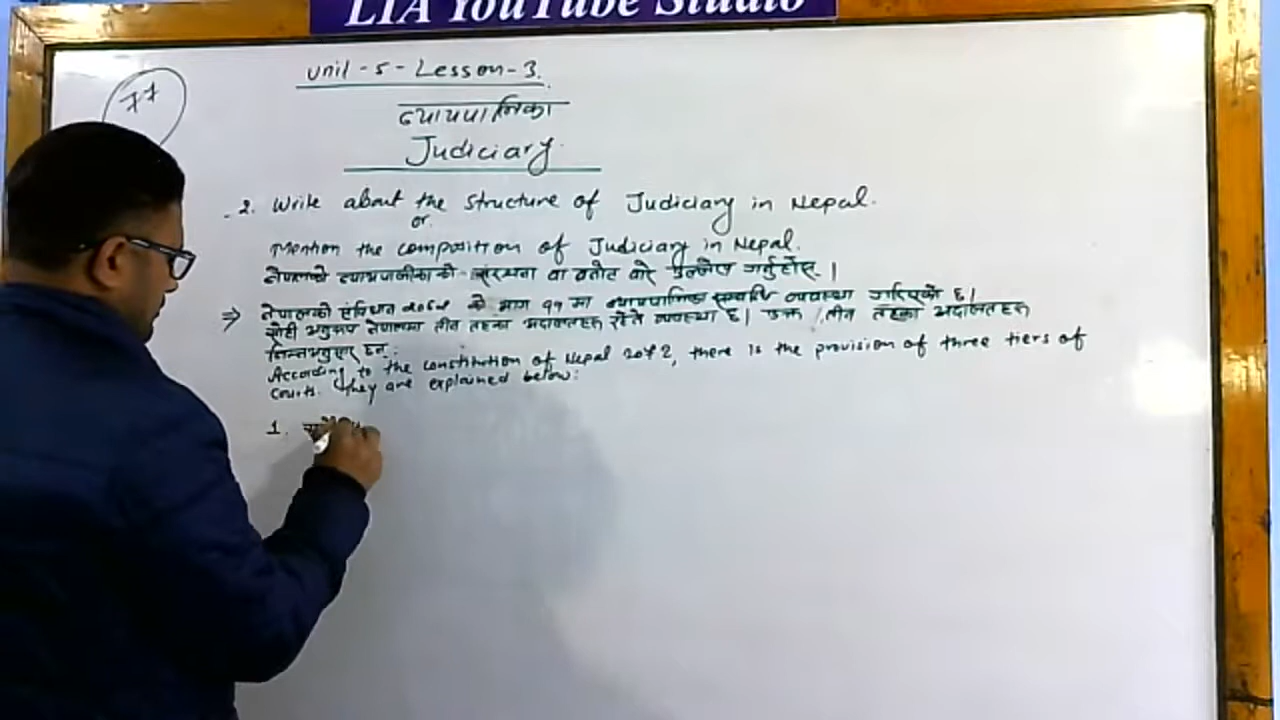 LIA YouTube Studio
77
Unit - 5 - Lesson - 3.
न्यायपालिका
Judiciary
2. Write about the structure of Judiciary in Nepal.
or
Mention the composition of Judiciary in Nepal.
नेपालको न्यायपालीकाको संरचना वा बनोट बारे उल्लेख गर्नुहोस् ।
⇒ नेपालको संविधान २०७२ को भाग ११ मा न्यायपालिका सम्बन्धि व्यवस्था गरिएको छ।
सोही अनुरूप नेपालमा तीन तहका अदालतहरू रहने व्यवस्था छ। उक्त तीन तहका अदालतहरू
निम्नअनुसार छन्:
According to the constitution of Nepal 2072, there is the provision of three tiers of
courts. They are explained below:
1.